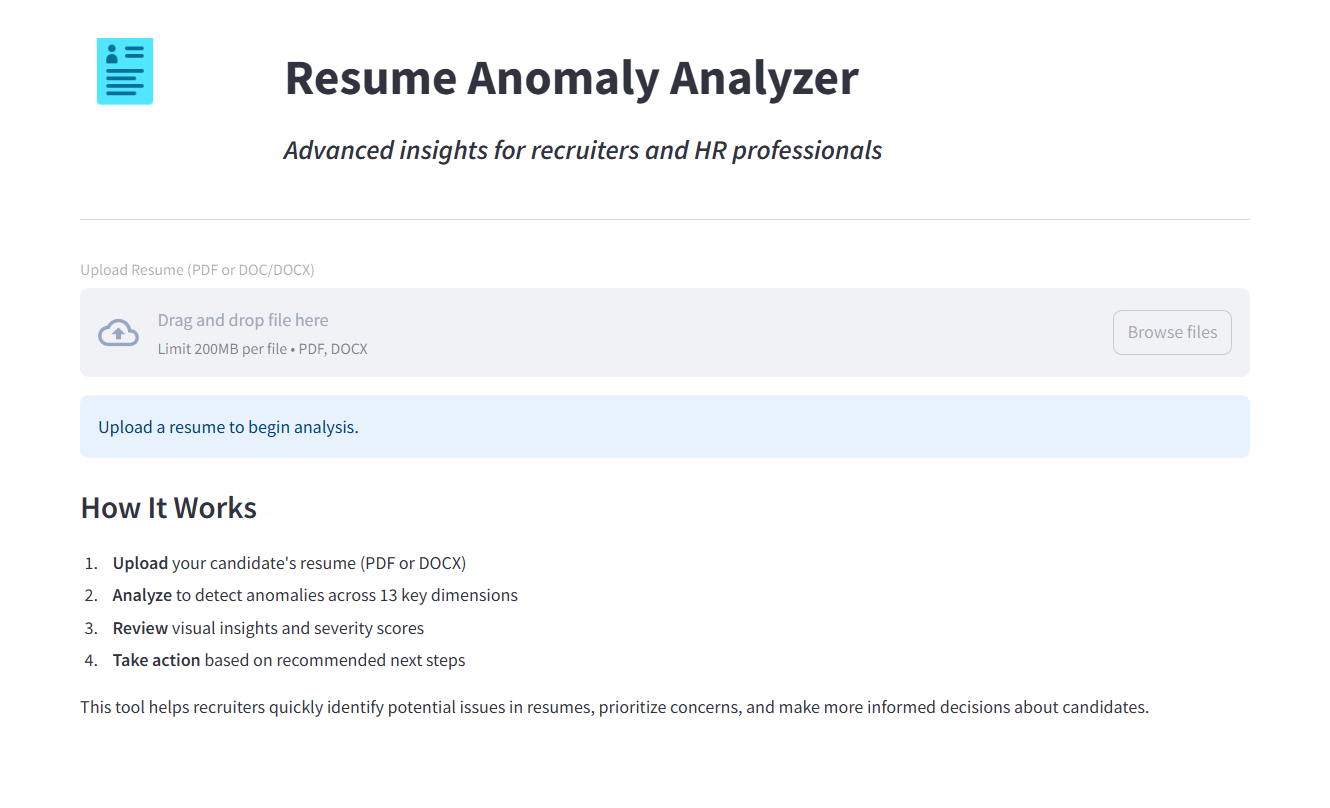 Resume Anomaly Analyzer
Advanced insights for recruiters and HR professionals
Upload Resume (PDF or DOC/DOCX)
Drag and drop file here
Limit 200MB per file • PDF, DOCX
Browse files
Upload a resume to begin analysis.
How It Works
1. Upload your candidate's resume (PDF or DOCX)
2. Analyze to detect anomalies across 13 key dimensions
3. Review visual insights and severity scores
4. Take action based on recommended next steps
This tool helps recruiters quickly identify potential issues in resumes, prioritize concerns, and make more informed decisions about candidates.